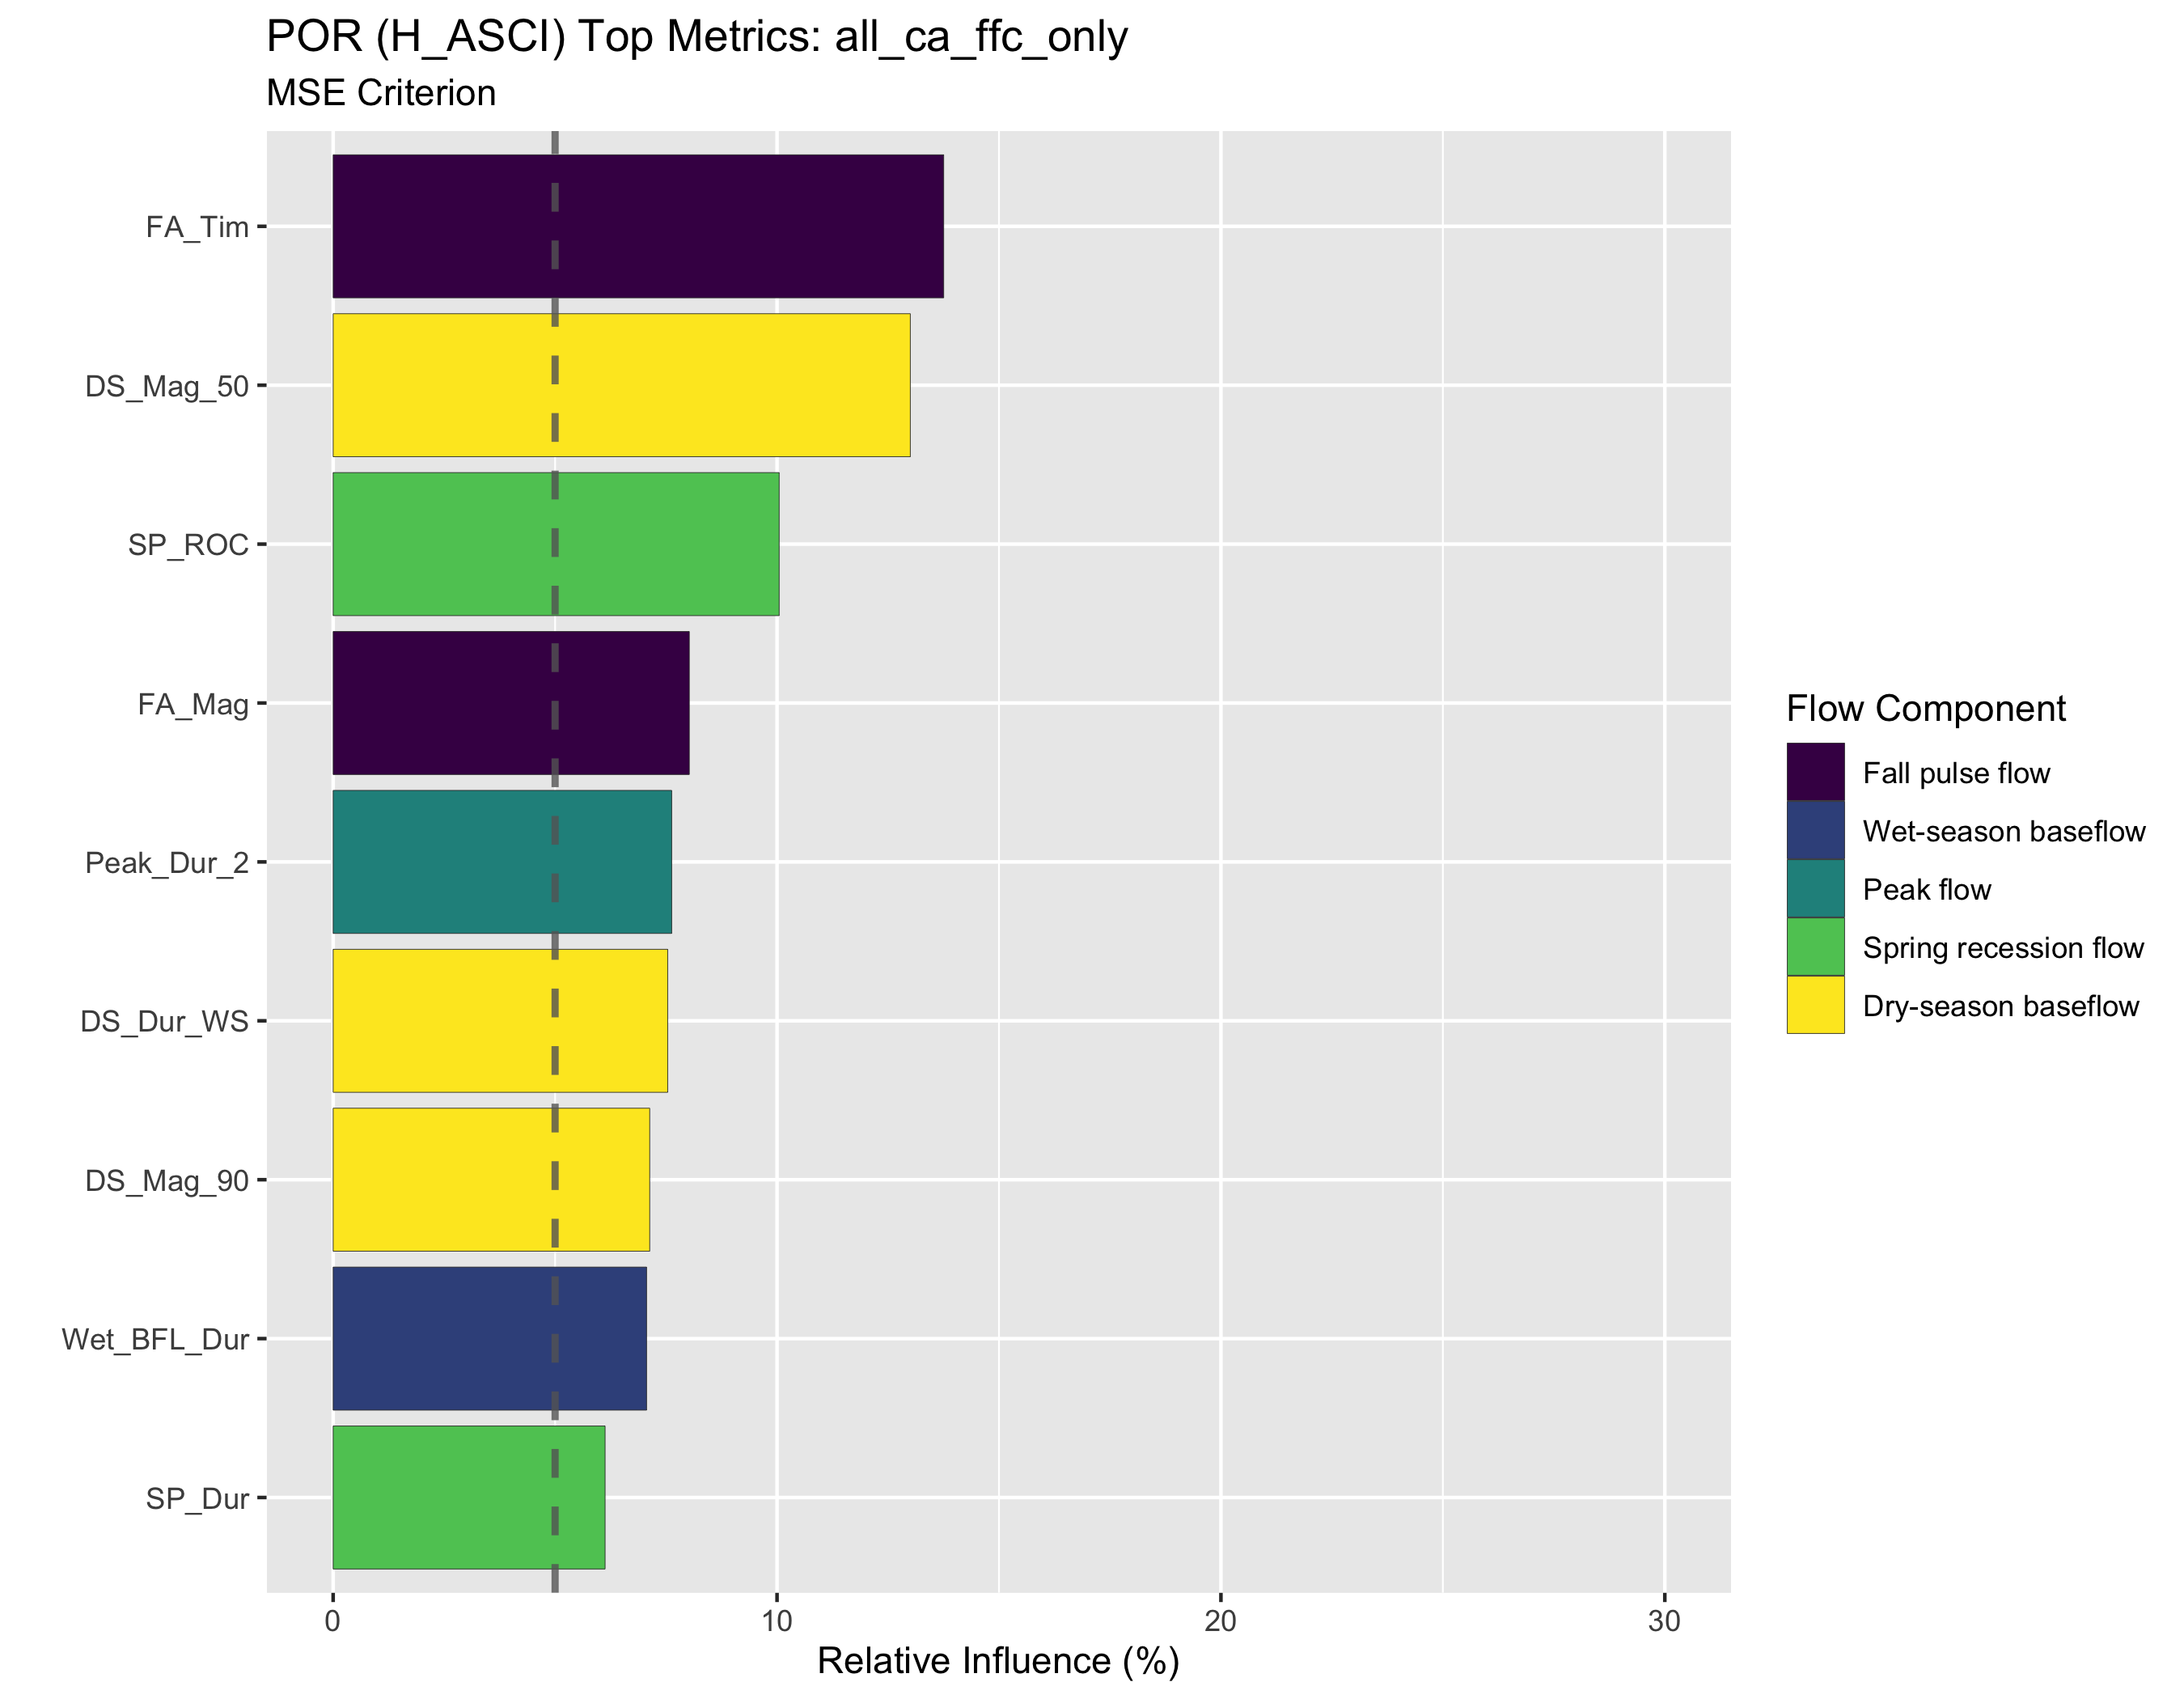 POR (H_ASCI) Top Metrics: all_ca_ffc_only
MSE Criterion
FA_Tim
DS_Mag_50
SP_ROC
FA_Mag
Peak_Dur_2
DS_Dur_WS
DS_Mag_90
Wet_BFL_Dur
SP_Dur
0 10 20 30
Relative Influence (%)
Flow Component
Fall pulse flow
Wet-season baseflow
Peak flow
Spring recession flow
Dry-season baseflow